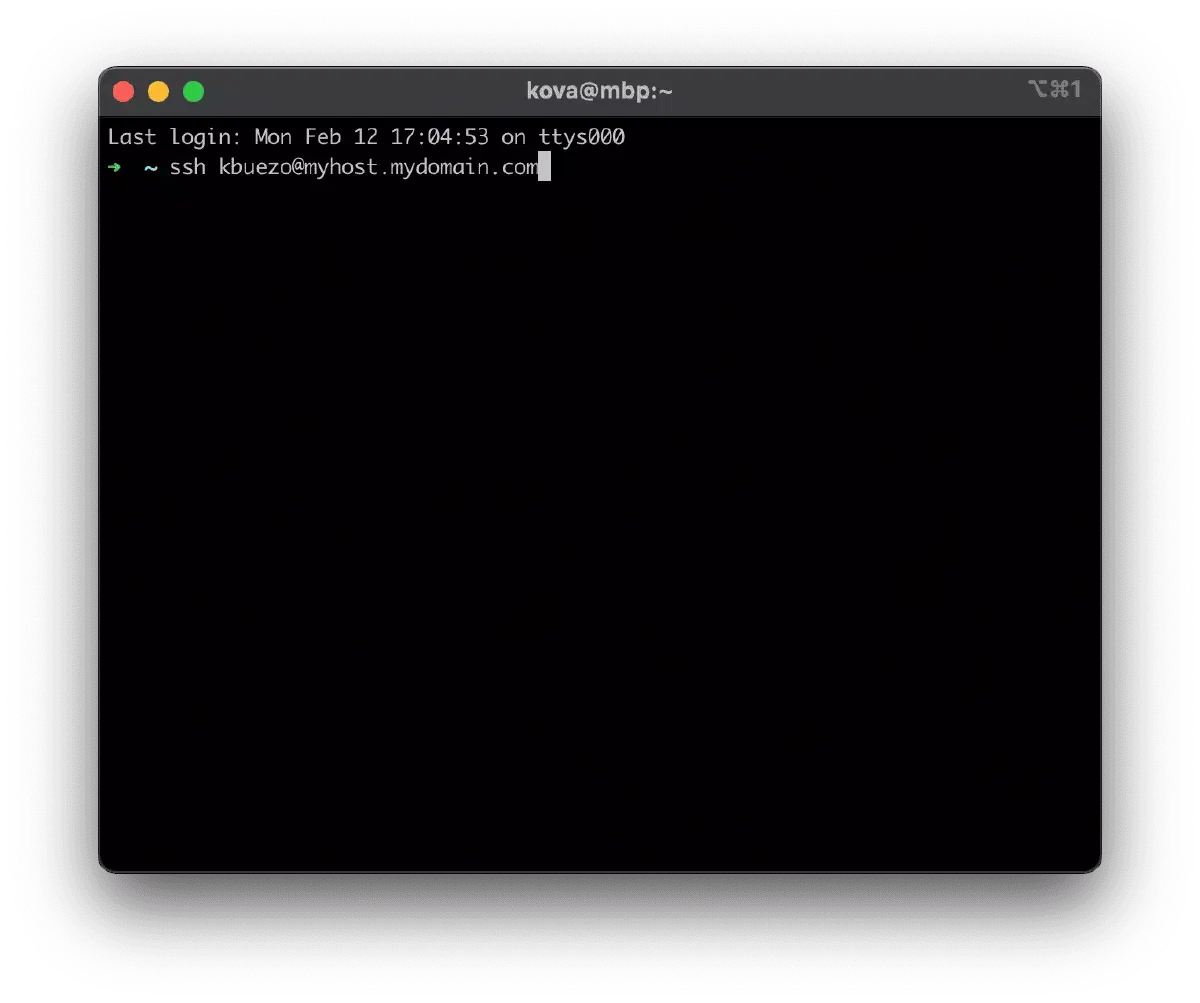 kova@mbp:~ ⌥⌘1
Last login: Mon Feb 12 17:04:53 on ttys000
➜ ~ ssh kbuezo@myhost.mydomain.com